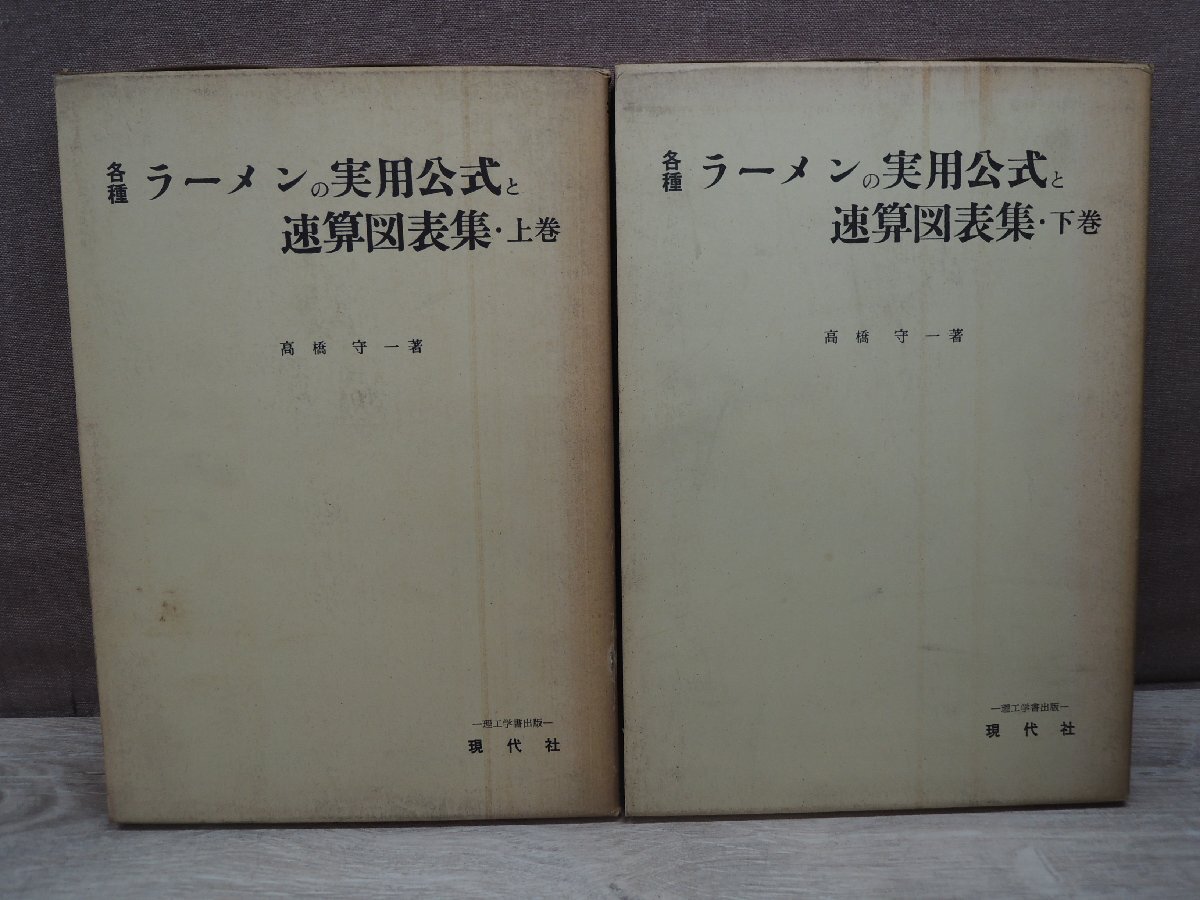 各種 ラーメンの実用公式と
速算図表集・上巻
高橋守一著
―理工学書出版―
現代社
各種 ラーメンの実用公式と
速算図表集・下巻
高橋守一著
―理工学書出版―
現代社